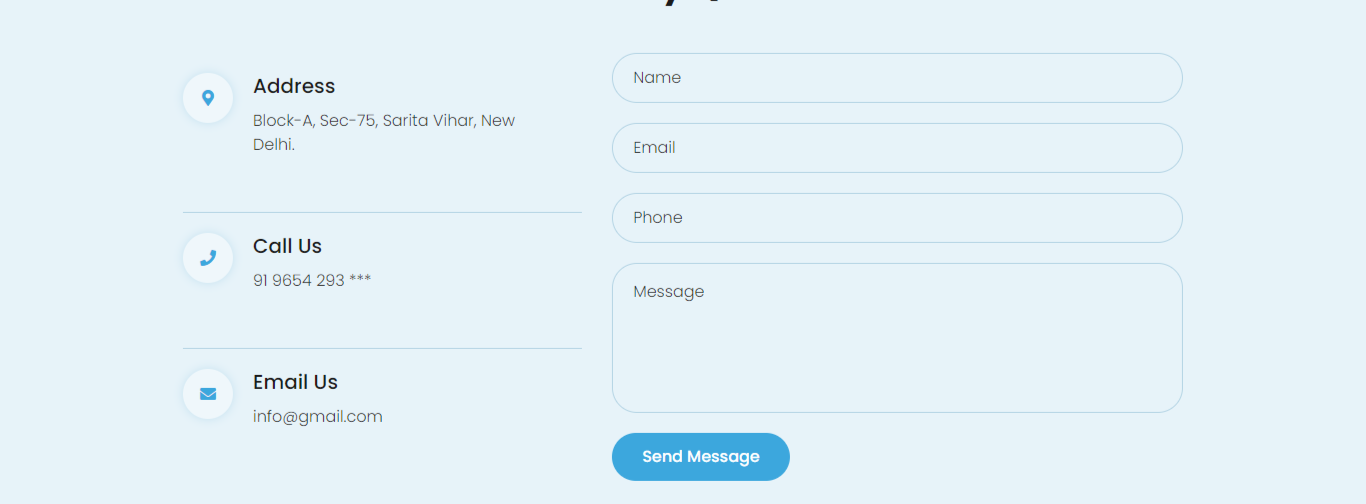 Address
Block-A, Sec-75, Sarita Vihar, New
Delhi.
Call Us
91 9654 293 ***
Email Us
info@gmail.com
Name
Email
Phone
Message
Send Message